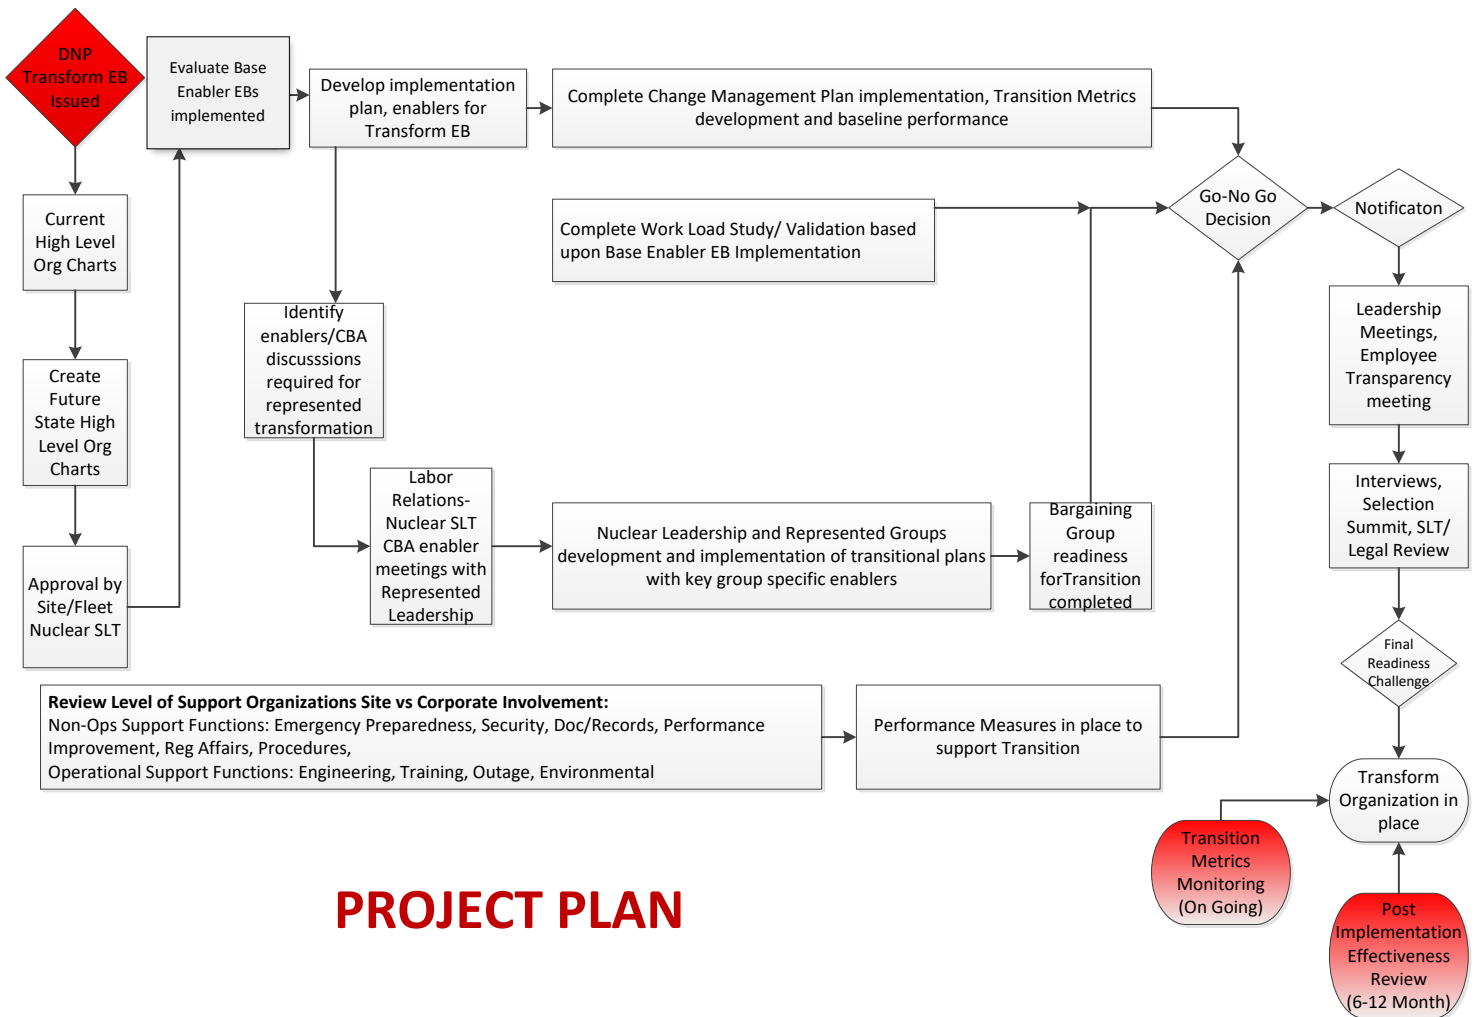 DNP
Transform EB
Issued
Evaluate Base
Enabler EBs
implemented
Develop implementation
plan, enablers for
Transform EB
Complete Change Management Plan implementation, Transition Metrics
development and baseline performance
Current
High Level
Org Charts
Complete Work Load Study/ Validation based
upon Base Enabler EB Implementation
Go-No Go
Decision
Notificaton
Create
Future
State High
Level Org
Charts
Identify
enablers/CBA
discusssions
required for
represented
transformation
Leadership
Meetings,
Employee
Transparency
meeting
Approval by
Site/Fleet
Nuclear SLT
Labor
Relations-
Nuclear SLT
CBA enabler
meetings with
Represented
Leadership
Nuclear Leadership and Represented Groups
development and implementation of transitional plans
with key group specific enablers
Bargaining
Group
readiness
forTransition
completed
Interviews,
Selection
Summit, SLT/
Legal Review
Final
Readiness
Challenge
Review Level of Support Organizations Site vs Corporate Involvement:
Non-Ops Support Functions: Emergency Preparedness, Security, Doc/Records, Performance
Improvement, Reg Affairs, Procedures,
Operational Support Functions: Engineering, Training, Outage, Environmental
Performance Measures in place to
support Transition
Transform
Organization in
place
Transition
Metrics
Monitoring
(On Going)
Post
Implementation
Effectiveness
Review
(6-12 Month)
PROJECT PLAN